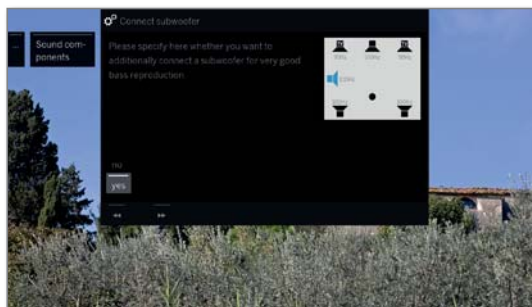 Connect subwoofer
...
Sound com-
ponents
Please specify here whether you want to
additionally connect a subwoofer for very good
bass reproduction
no
yes